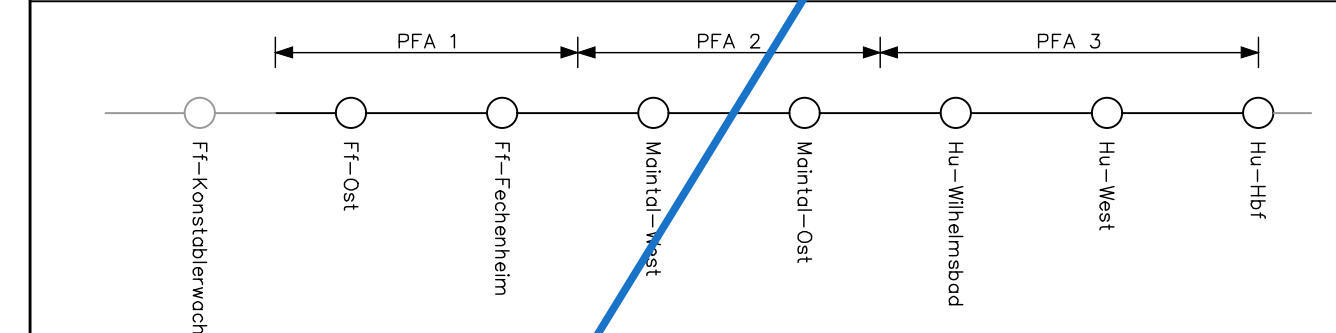 PFA 1
PFA 2
PFA 3
Ff-Konstablerwach
Ff-Ost
Ff-Fechenheim
Maintal-West
Maintal-Ost
Hu-Wilhelmsbad
Hu-West
Hu-Hbf